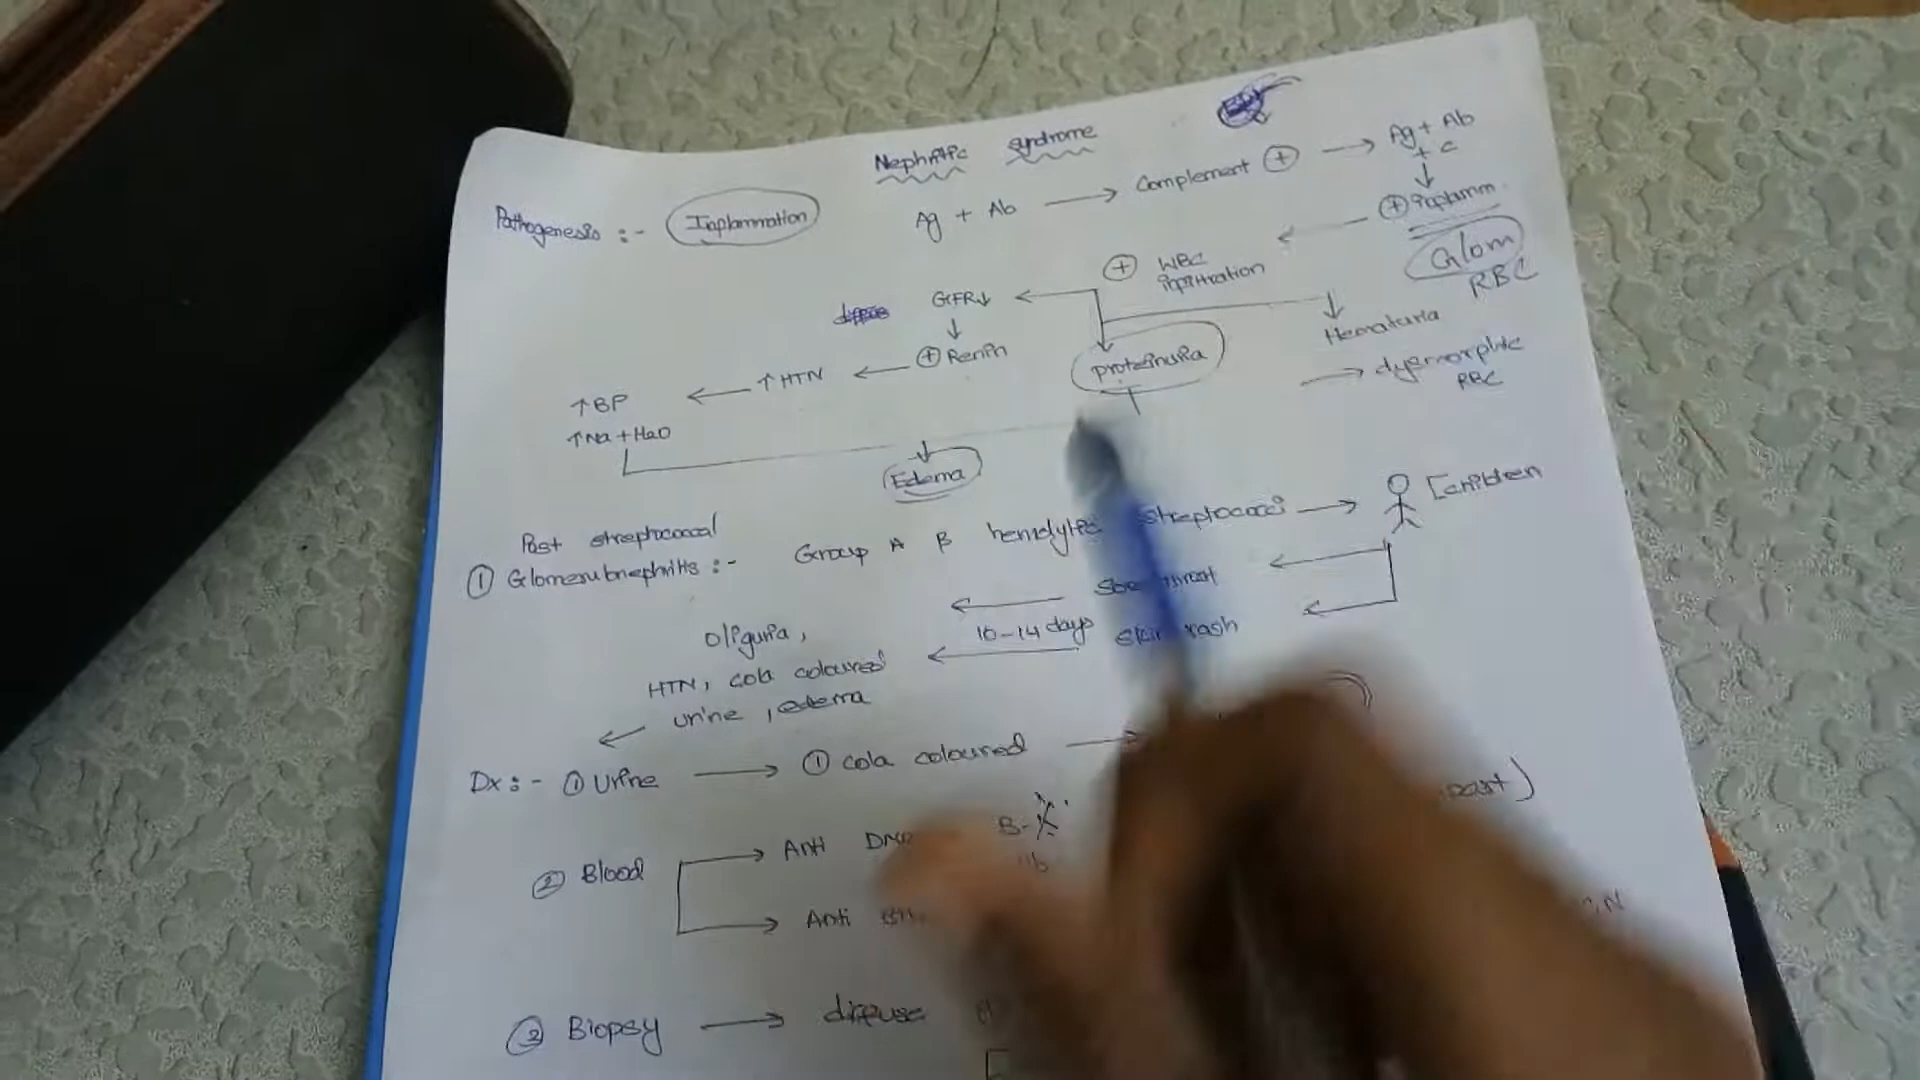 Nephritic syndrome
Pathogenesis :- Inflammation
Ag + Ab → Complement ⊕ → Ag + Ab
+ C
↓
⊕ inflamm
Glom
RBC
⊕ WBC
infiltration
GFR↓
↓
⊕ Renin
Proteinuria
Hematuria
→ dysmorphic
RBC
↑BP ← ↑HTN ←
↑Na + H2O
Edema
Post streptococcal
① Glomerulonephritis :- Group A β hemolytic streptococci → [children
10-14 days
skin rash
Oliguria,
HTN, cola coloured
urine, edema
Dx :- ① Urine → ① cola coloured →
② Blood → Anti
B-
→ Anti
③ Biopsy → diffuse